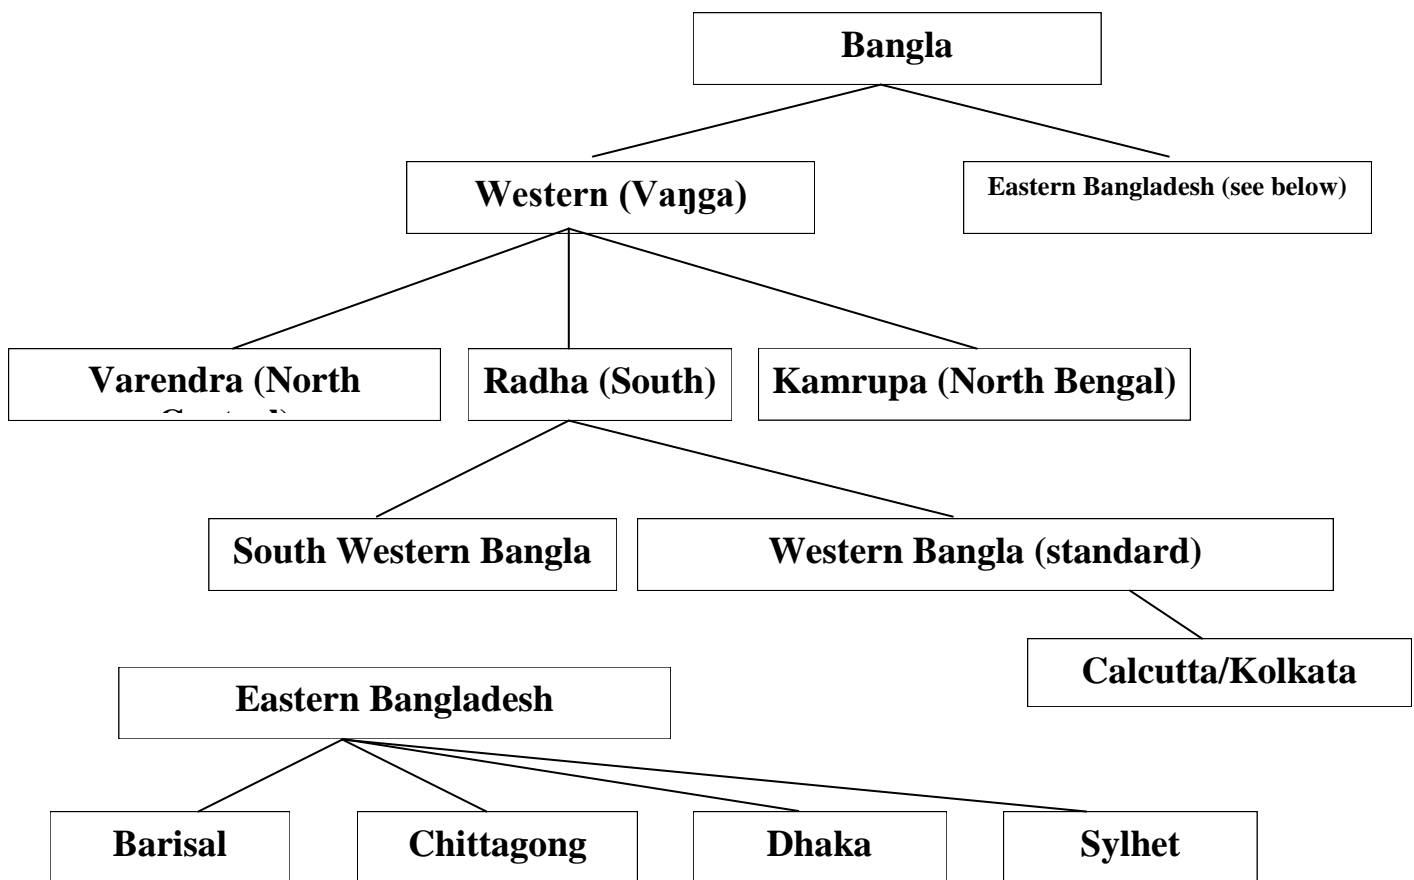 Bangla
Western (Vaŋga)
Eastern Bangladesh (see below)
Varendra (North
Radha (South)
Kamrupa (North Bengal)
South Western Bangla
Western Bangla (standard)
Calcutta/Kolkata
Eastern Bangladesh
Barisal
Chittagong
Dhaka
Sylhet